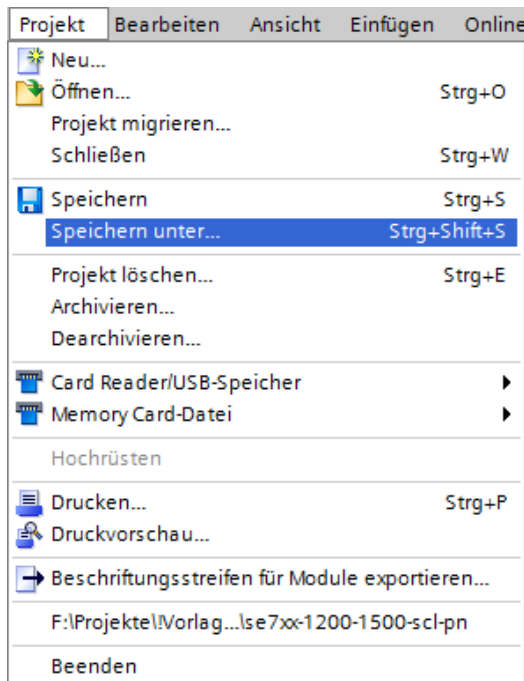 Projekt Bearbeiten Ansicht Einfügen Online
Neu...
Öffnen... Strg+O
Projekt migrieren...
Schließen Strg+W
Speichern Strg+S
Speichern unter... Strg+Shift+S
Projekt löschen... Strg+E
Archivieren...
Dearchivieren...
Card Reader/USB-Speicher
Memory Card-Datei
Hochrüsten
Drucken... Strg+P
Druckvorschau...
Beschriftungsstreifen für Module exportieren...
F:\Projekte\!Vorlag...\se7xx-1200-1500-scl-pn
Beenden